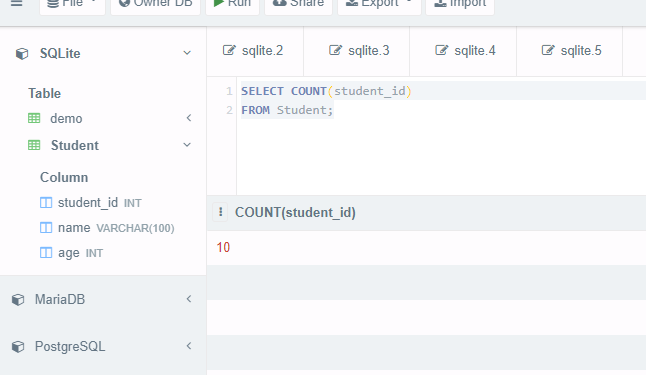 File Owner DB Run Share Export Import
SQLite
sqlite.2 sqlite.3 sqlite.4 sqlite.5
Table
demo
Student
Column
student_id INT
name VARCHAR(100)
age INT
MariaDB
PostgreSQL
1 SELECT COUNT(student_id)
2 FROM Student;
COUNT(student_id)
10